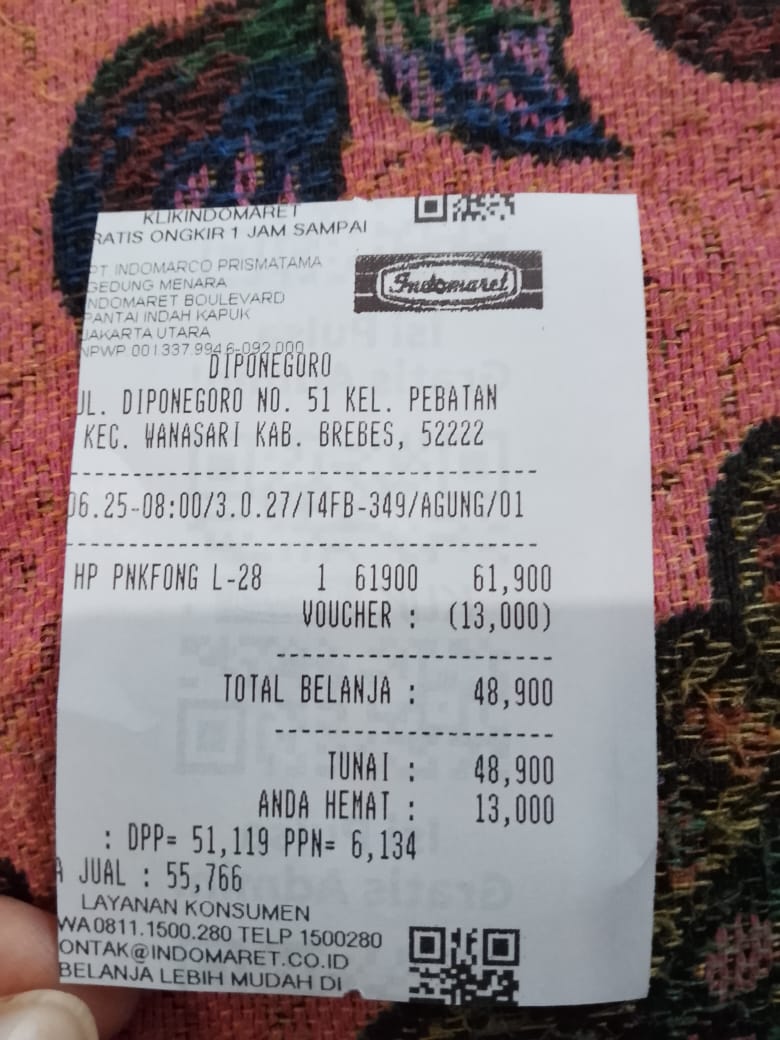 KLIKINDOMARET
RATIS ONGKIR 1 JAM SAMPAI
PT INDOMARCO PRISMATAMA
GEDUNG MENARA
NDOMARET BOULEVARD
PANTAI INDAH KAPUK
JAKARTA UTARA
NPWP 001 337.994.6-092.000
Indomaret
DIPONEGORO
JL. DIPONEGORO NO. 51 KEL. PEBATAN
KEC. WANASARI KAB. BREBES, 52222
06.25-08:00/3.0.27/T4FB-349/AGUNG/01
HP PNKFONG L-28 1 61900 61,900
VOUCHER : (13,000)
TOTAL BELANJA : 48,900
TUNAI : 48,900
ANDA HEMAT : 13,000
: DPP= 51,119 PPN= 6,134
A JUAL : 55,766
LAYANAN KONSUMEN
WA 0811.1500.280 TELP 1500280
ONTAK@INDOMARET.CO.ID
BELANJA LEBIH MUDAH DI